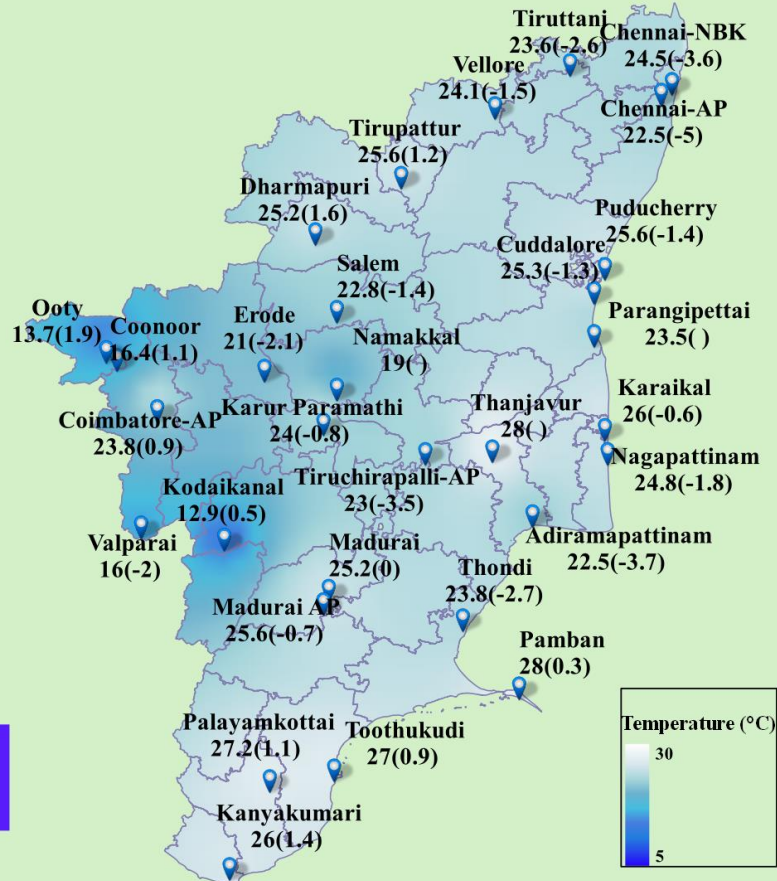 Tiruttani
23.6(-2.6)
Chennai-NBK
24.5(-3.6)
Vellore
24.1(-1.5)
Chennai-AP
22.5(-5)
Tirupattur
25.6(1.2)
Dharmapuri
25.2(1.6)
Puducherry
25.6(-1.4)
Cuddalore
25.3(-1.3)
Salem
22.8(-1.4)
Ooty
13.7(1.9)
Coonoor
16.4(1.1)
Erode
21(-2.1)
Namakkal
19( )
Parangipettai
23.5( )
Coimbatore-AP
23.8(0.9)
Karur Paramathi
24(-0.8)
Thanjavur
28( )
Karaikal
26(-0.6)
Tiruchirapalli-AP
23(-3.5)
Nagapattinam
24.8(-1.8)
Kodaikanal
12.9(0.5)
Valparai
16(-2)
Adiramapattinam
22.5(-3.7)
Madurai
25.2(0)
Thondi
23.8(-2.7)
Madurai AP
25.6(-0.7)
Pamban
28(0.3)
Palayamkottai
27.2(1.1)
Toothukudi
27(0.9)
Kanyakumari
26(1.4)
Temperature (°C)
30
5